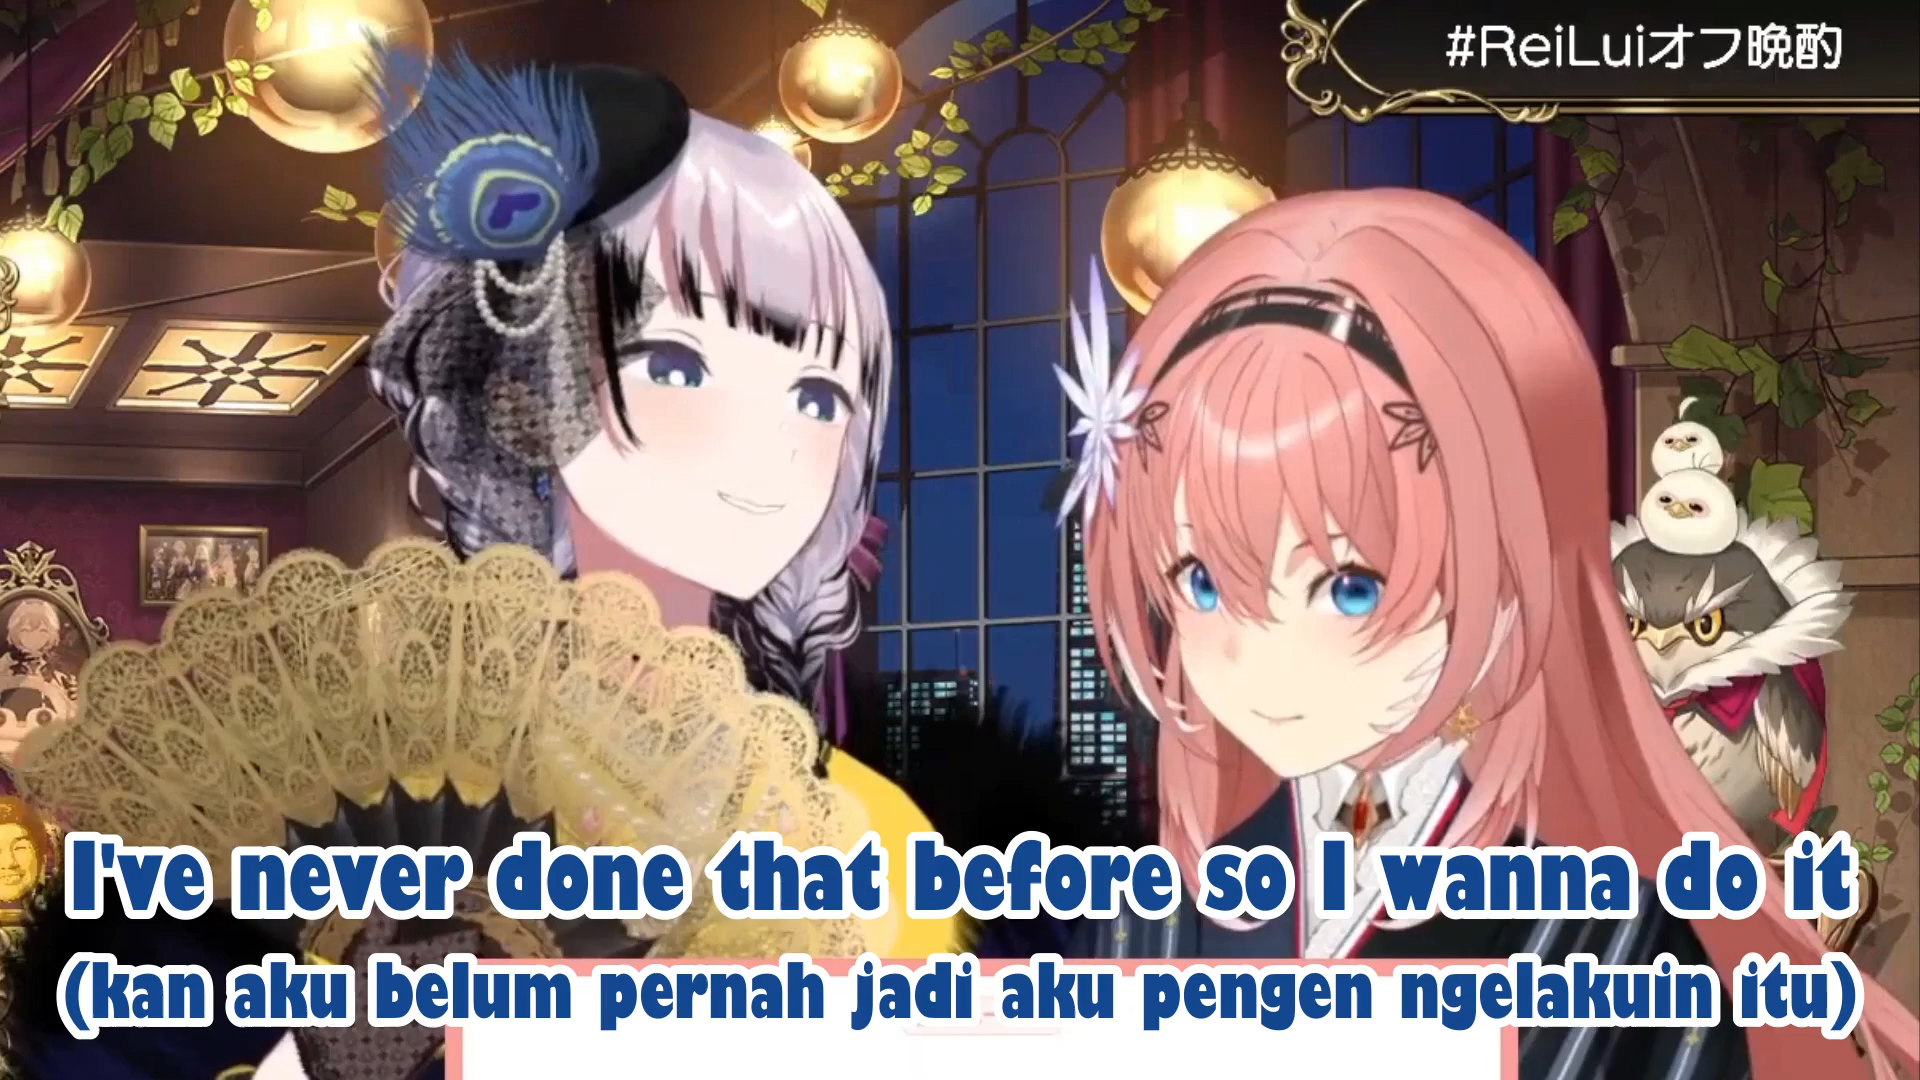 #ReiLuiオフ晩酌
I've never done that before so I wanna do it
(kan aku belum pernah jadi aku pengen ngelakuin itu)